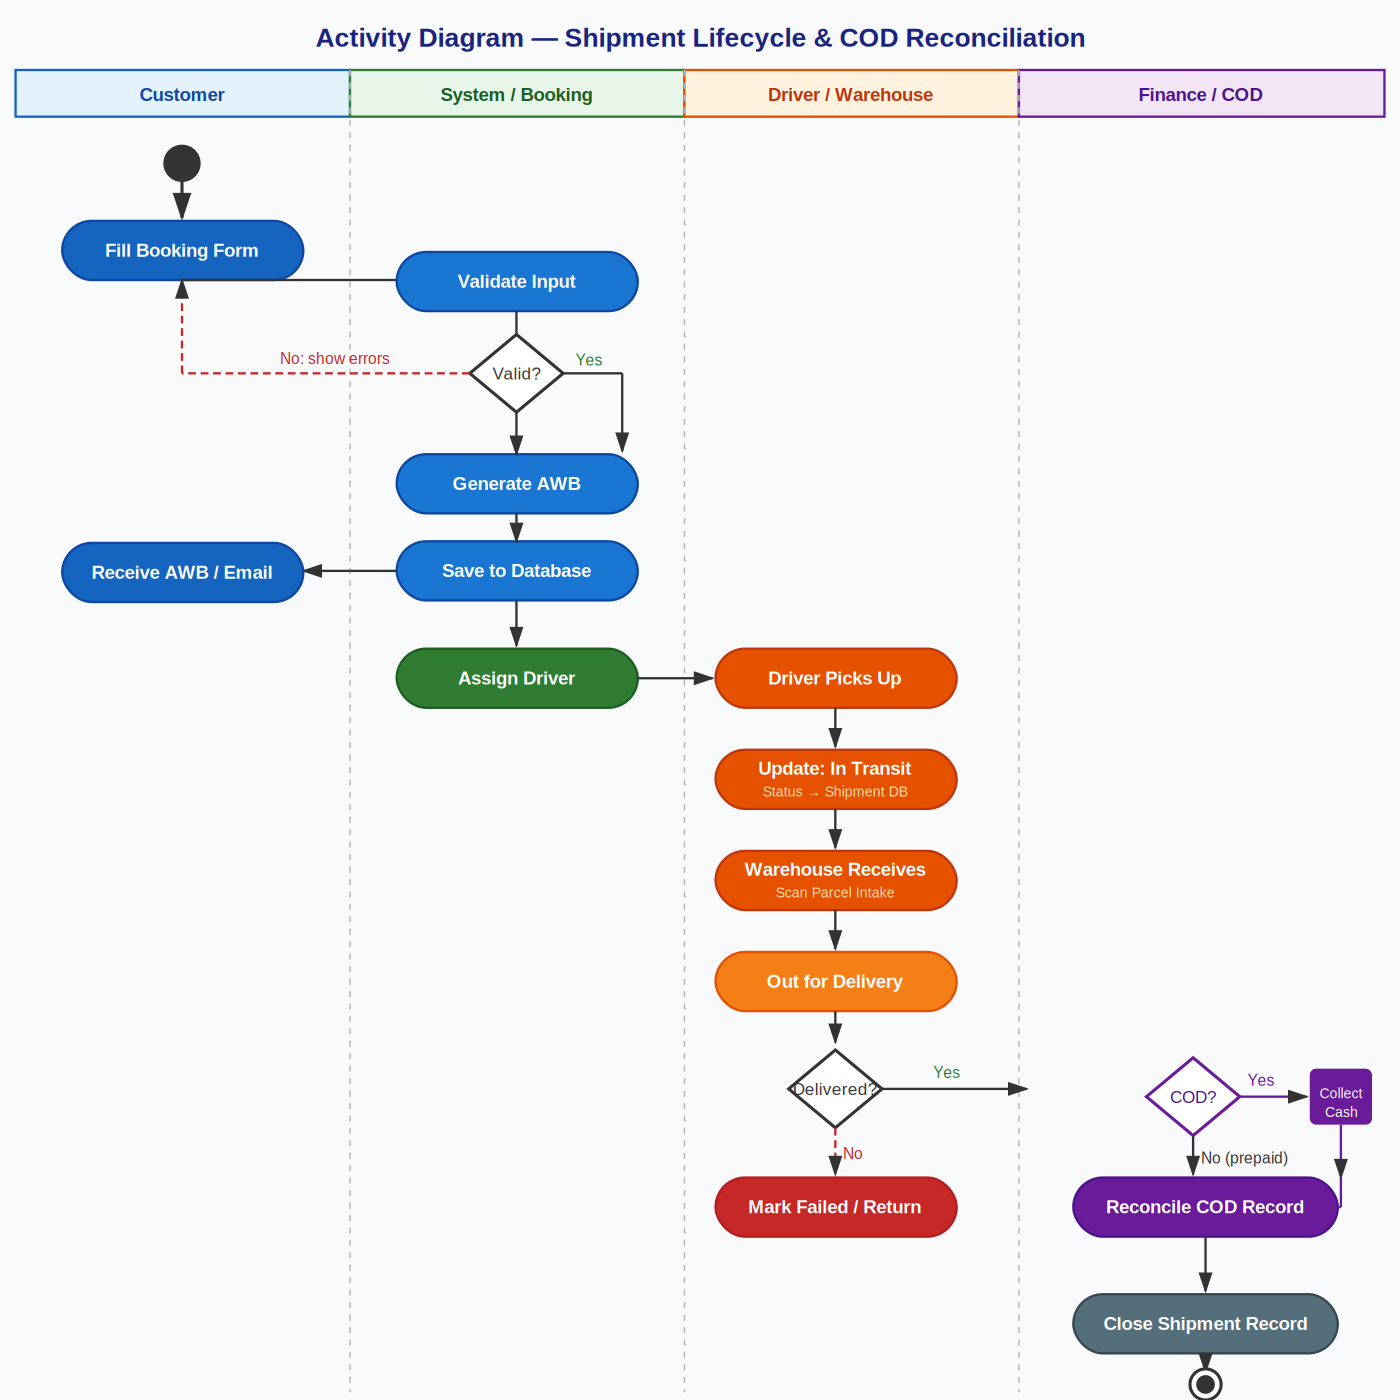 Activity Diagram — Shipment Lifecycle & COD Reconciliation
Customer
System / Booking
Driver / Warehouse
Finance / COD
Fill Booking Form
Validate Input
No: show errors
Valid?
Yes
Generate AWB
Receive AWB / Email
Save to Database
Assign Driver
Driver Picks Up
Update: In Transit
Status → Shipment DB
Warehouse Receives
Scan Parcel Intake
Out for Delivery
Delivered?
Yes
No
Mark Failed / Return
COD?
Yes
Collect
Cash
No (prepaid)
Reconcile COD Record
Close Shipment Record